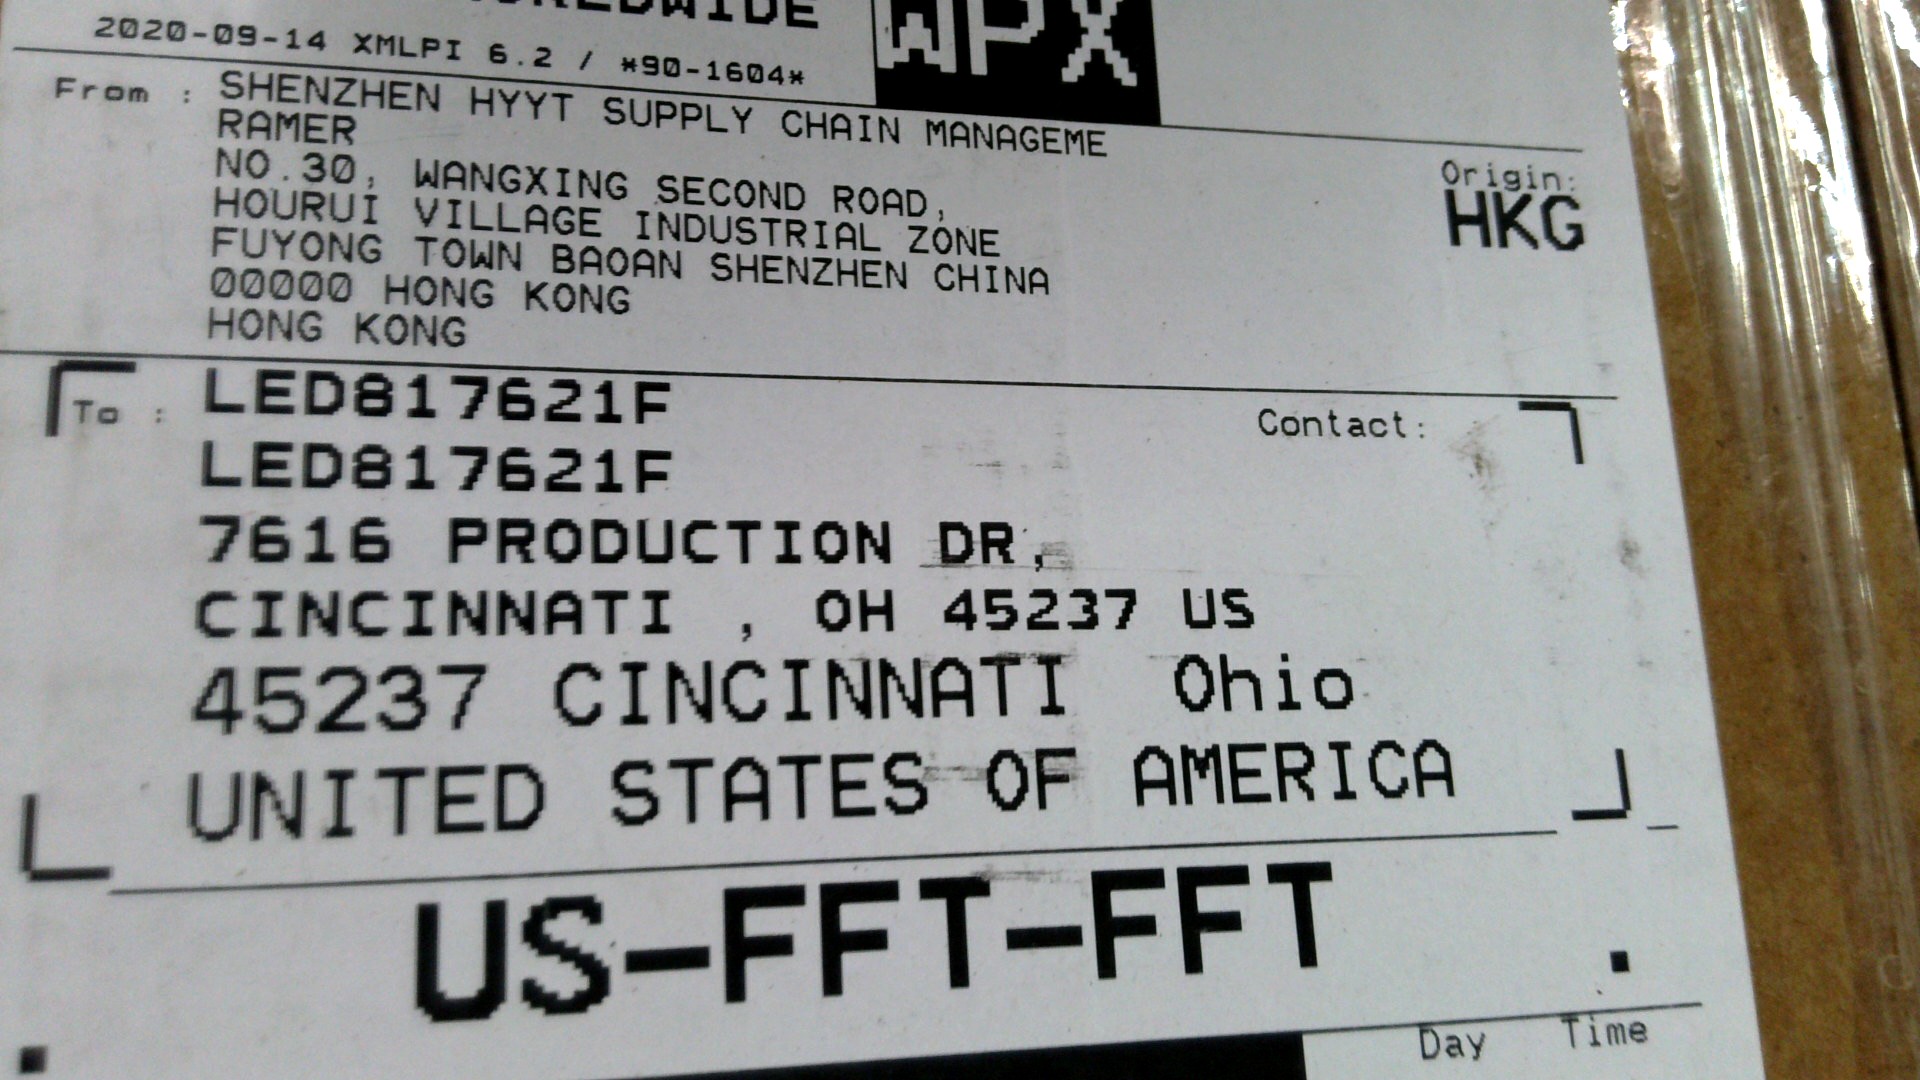 WORLDWIDE
WPX
2020-09-14 XMLPI 6.2 / *90-1604*
From : SHENZHEN HYYT SUPPLY CHAIN MANAGEME
RAMER
NO.30, WANGXING SECOND ROAD,
HOURUI VILLAGE INDUSTRIAL ZONE
FUYONG TOWN BAOAN SHENZHEN CHINA
00000 HONG KONG
HONG KONG
Origin:
HKG
To : LED817621F
Contact:
LED817621F
7616 PRODUCTION DR,
CINCINNATI , OH 45237 US
45237 CINCINNATI Ohio
UNITED STATES OF AMERICA
US-FFT-FFT
Day Time